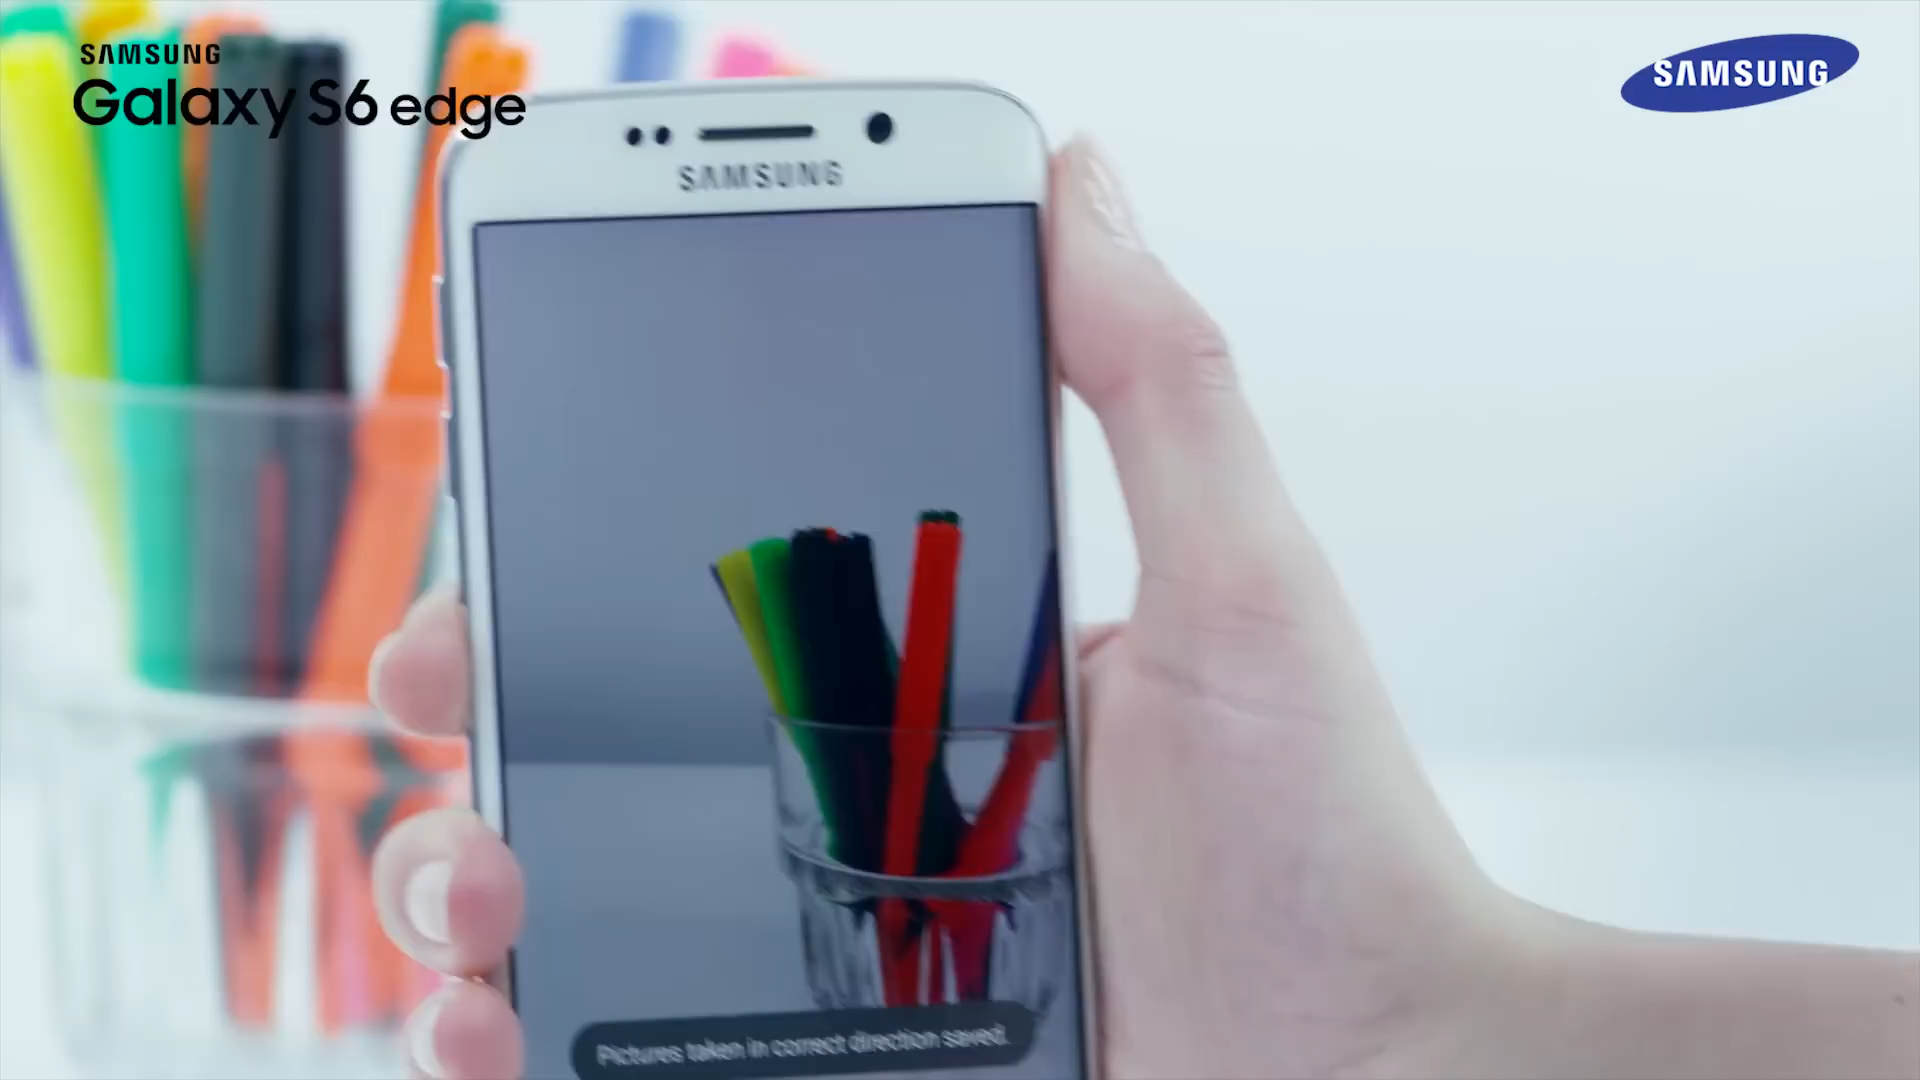 SAMSUNG
Galaxy S6 edge
SAMSUNG
SAMSUNG
Pictures taken in correct direction saved.